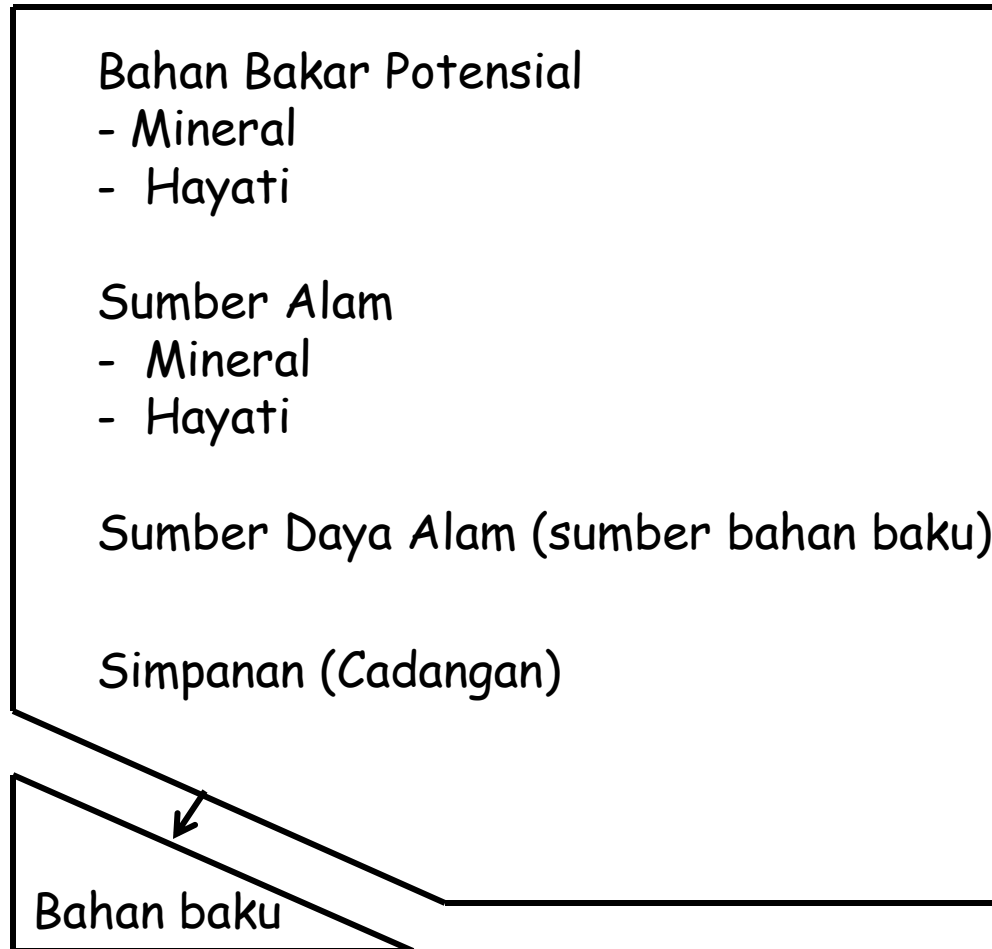 Bahan Bakar Potensial
- Mineral
- Hayati
Sumber Alam
- Mineral
- Hayati
Sumber Daya Alam (sumber bahan baku)
Simpanan (Cadangan)
Bahan baku